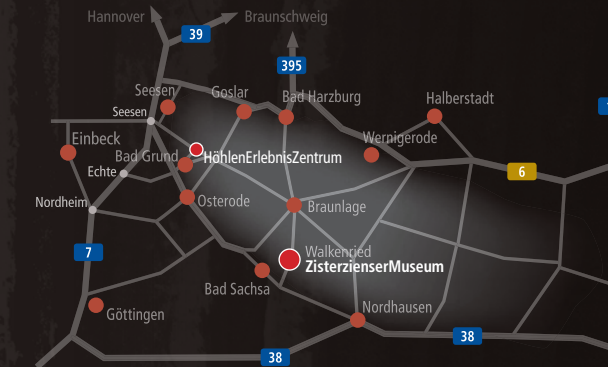 Hannover
Braunschweig
39
395
Seesen
Goslar
Bad Harzburg
Halberstadt
Seesen
Einbeck
Wernigerode
Bad Grund
HöhlenErlebnisZentrum
Echte
6
Nordheim
Osterode
Braunlage
7
Walkenried
ZisterzienserMuseum
Bad Sachsa
Göttingen
Nordhausen
38
38